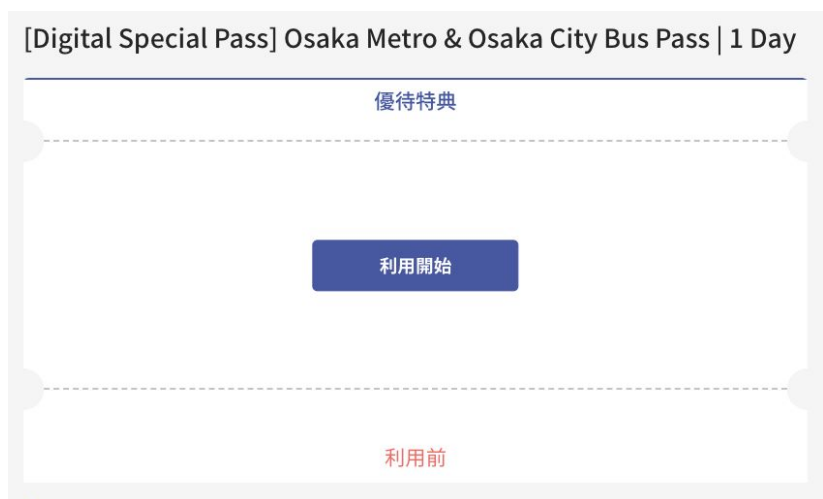 [Digital Special Pass] Osaka Metro & Osaka City Bus Pass | 1 Day
優待特典
利用開始
利用前